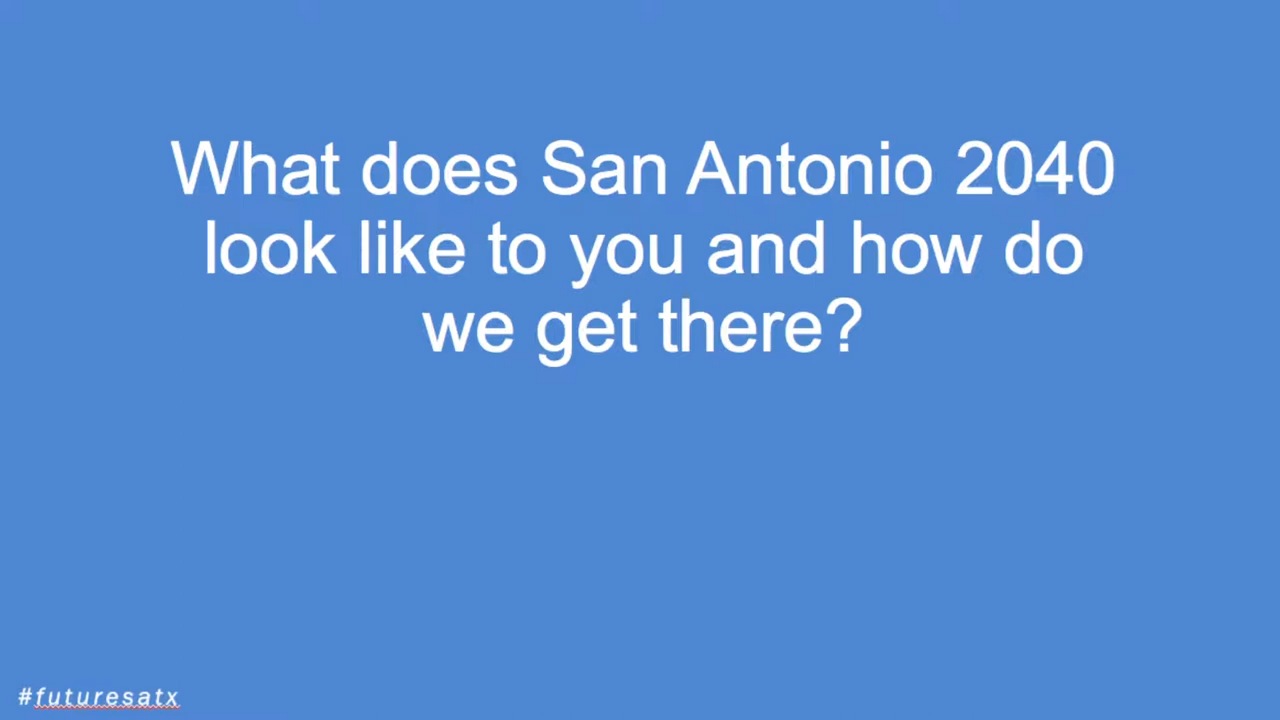 What does San Antonio 2040
look like to you and how do
we get there?
#futuresatx